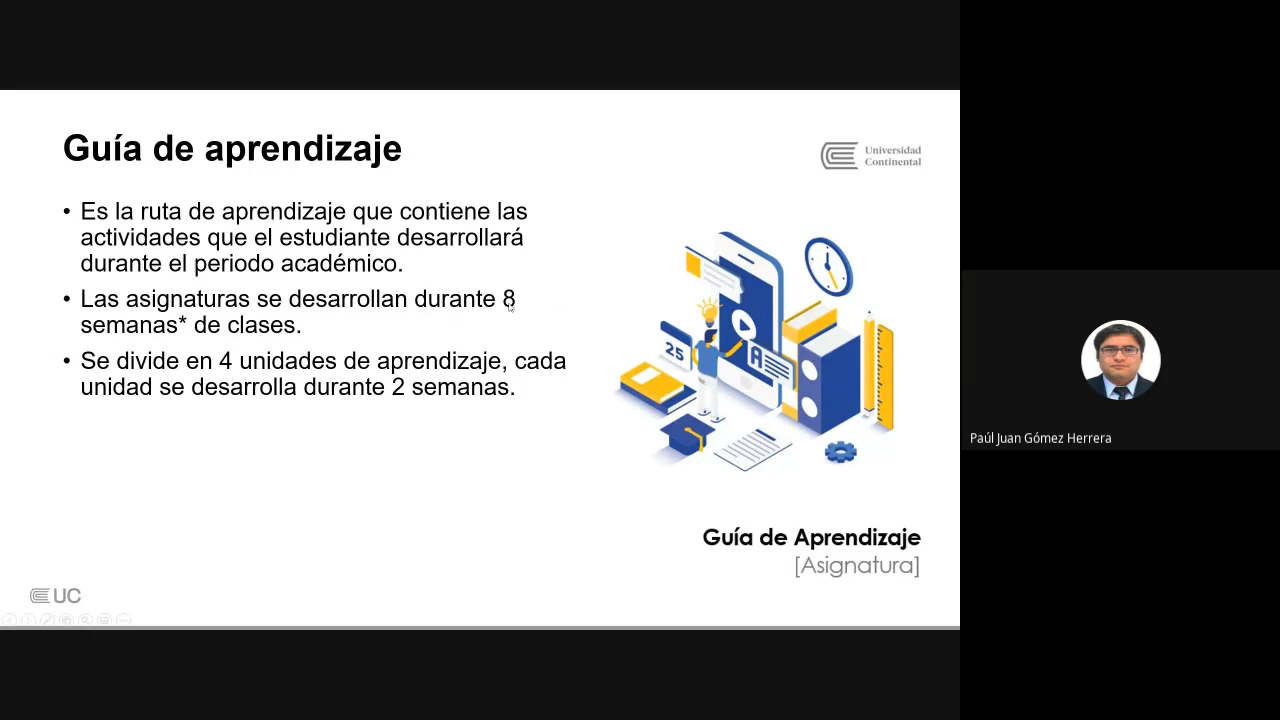 Guía de aprendizaje
Universidad
Continental
• Es la ruta de aprendizaje que contiene las
actividades que el estudiante desarrollará
durante el periodo académico.
• Las asignaturas se desarrollan durante 8
semanas* de clases.
• Se divide en 4 unidades de aprendizaje, cada
unidad se desarrolla durante 2 semanas.
25
A
Guía de Aprendizaje
[Asignatura]
UC
Paúl Juan Gómez Herrera